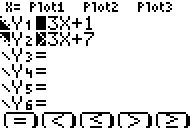 X= Plot1 Plot2 Plot3
Y1 3X+1
Y2 3X+7
\Y3=
\Y4=
\Y5=
\Y6=
= < ≤ > ≥